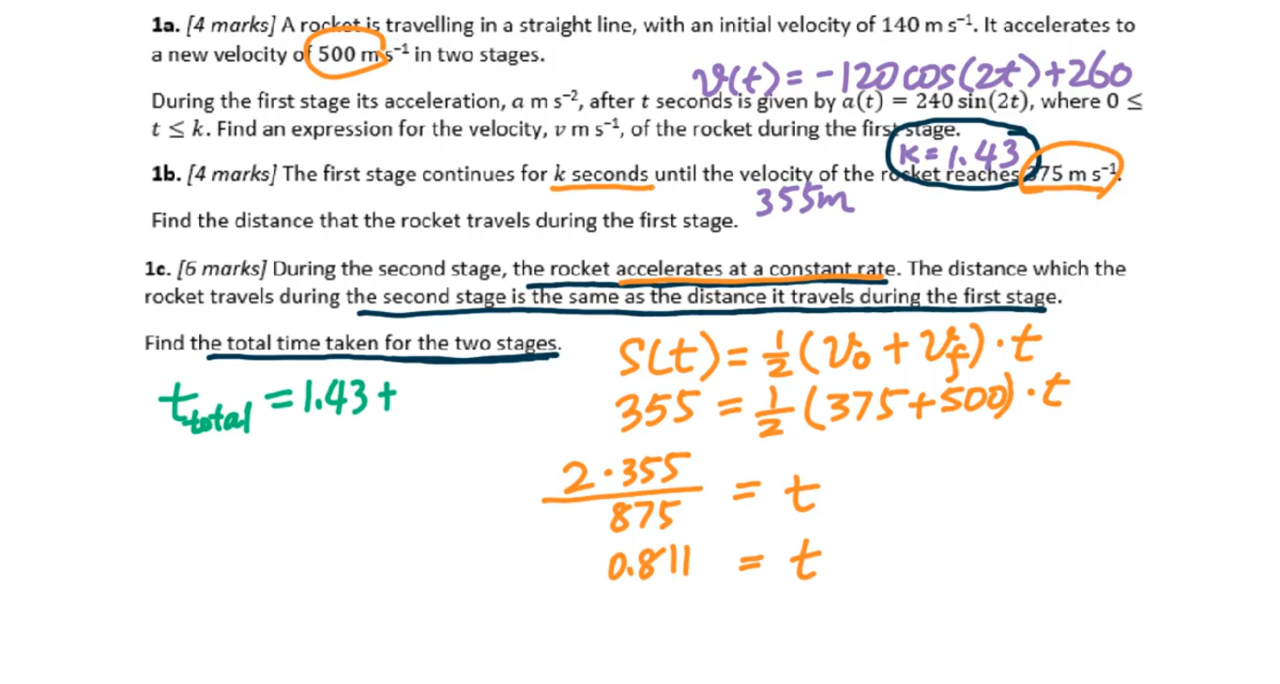 1a. [4 marks] A rocket is travelling in a straight line, with an initial velocity of 140 m s⁻¹. It accelerates to
a new velocity of 500 m s⁻¹ in two stages.
v(t) = -120cos(2t)+260
During the first stage its acceleration, a m s⁻², after t seconds is given by a(t) = 240 sin(2t), where 0 ≤
t ≤ k. Find an expression for the velocity, v m s⁻¹, of the rocket during the first stage.
K = 1.43
1b. [4 marks] The first stage continues for k seconds until the velocity of the rocket reaches 375 m s⁻¹.
355m
Find the distance that the rocket travels during the first stage.
1c. [6 marks] During the second stage, the rocket accelerates at a constant rate. The distance which the
rocket travels during the second stage is the same as the distance it travels during the first stage.
Find the total time taken for the two stages.
S(t) = ½(v₀ + v_f)·t
t_total = 1.43 +
355 = ½(375+500)·t
2·355 / 875 = t
0.811 = t